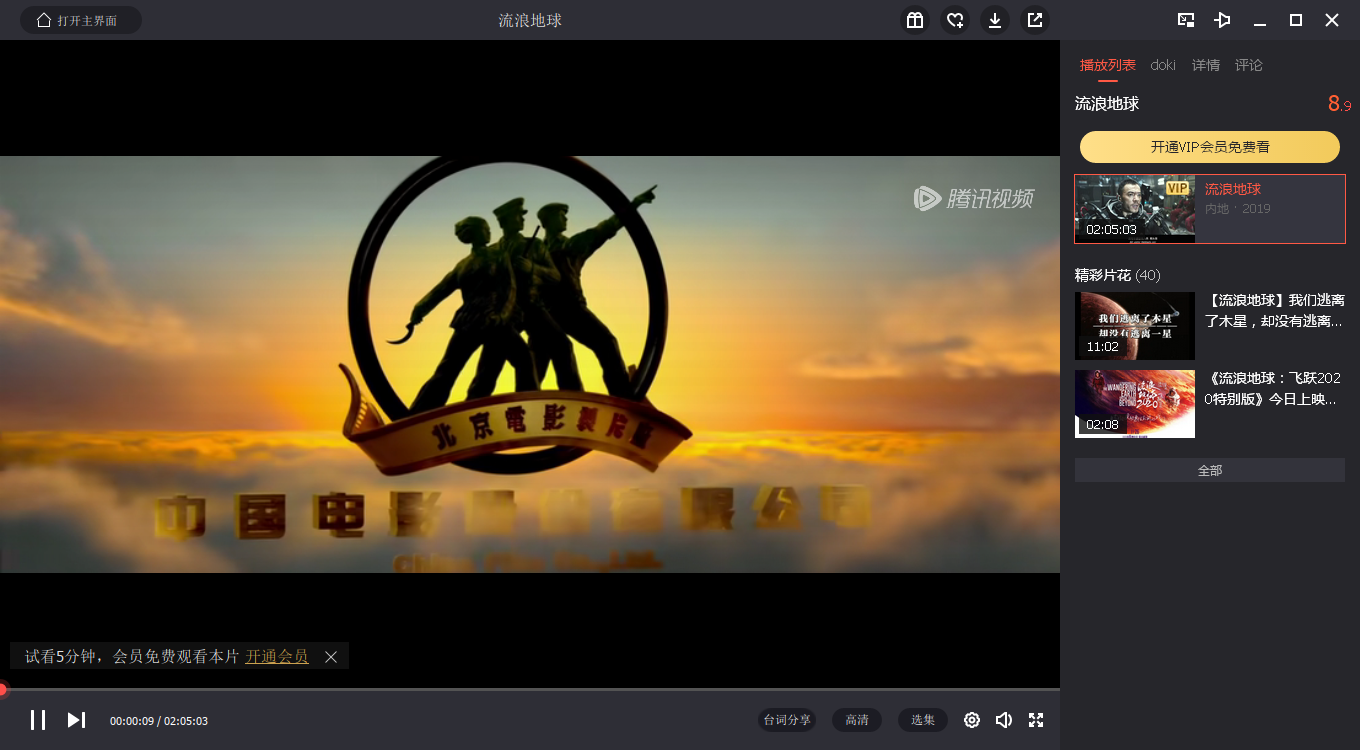 打开主界面
流浪地球
播放列表 doki 详情 评论
流浪地球 8.9
开通VIP会员免费看
VIP
流浪地球
内地 · 2019
02:05:03
腾讯视频
精彩片花 (40)
【流浪地球】我们逃离
了木星，却没有逃离...
我们逃离了木星
却没有逃离一星
11:02
《流浪地球：飞跃202
0特别版》今日上映...
02:08
全部
北京電影製片廠
中国电影股份有限公司
试看5分钟，会员免费观看本片 开通会员
00:00:09 / 02:05:03
台词分享 高清 选集